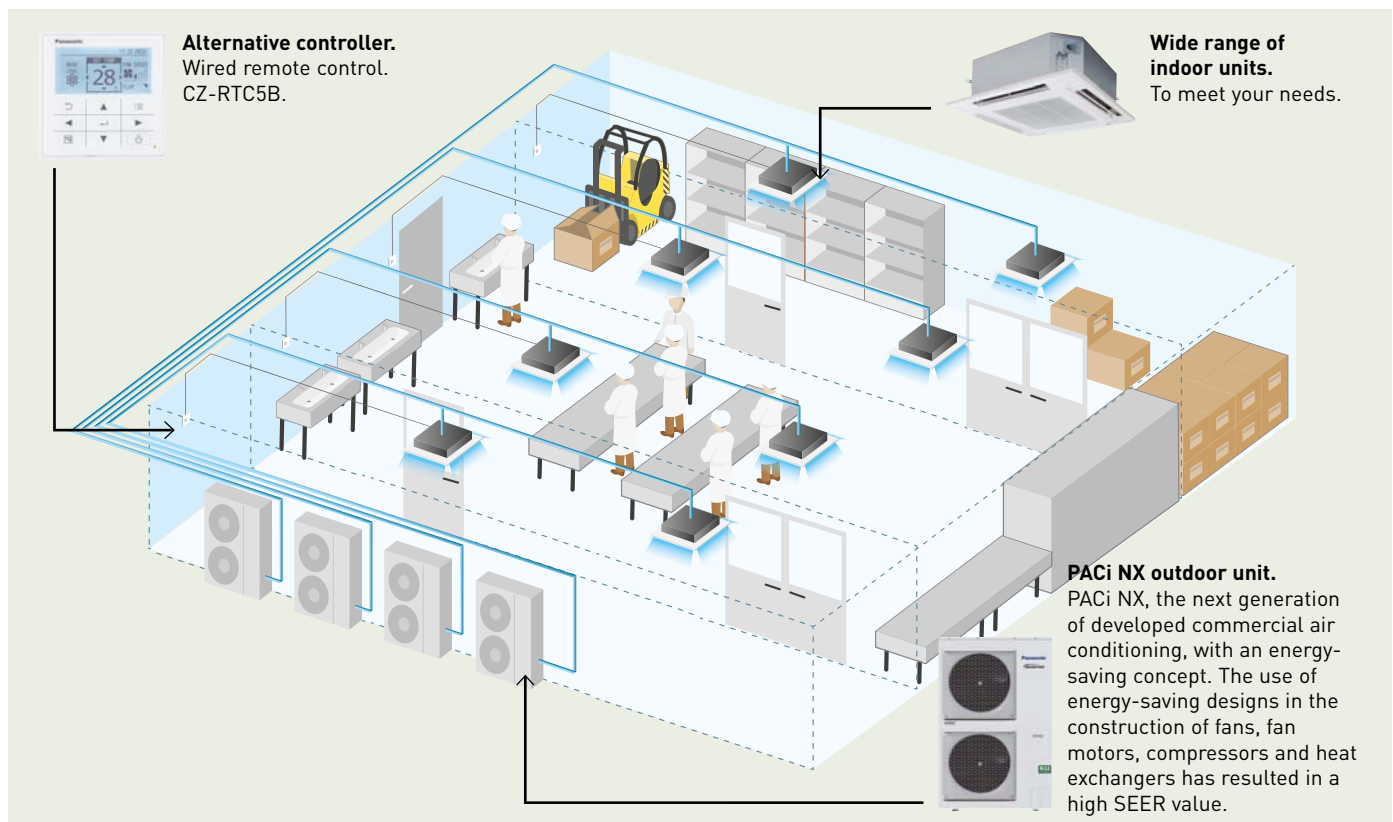 Panasonic
28
Alternative controller.
Wired remote control.
CZ-RTC5B.
Wide range of
indoor units.
To meet your needs.
PACi NX outdoor unit.
PACi NX, the next generation
of developed commercial air
conditioning, with an energy-
saving concept. The use of
energy-saving designs in the
construction of fans, fan
motors, compressors and heat
exchangers has resulted in a
high SEER value.
Panasonic